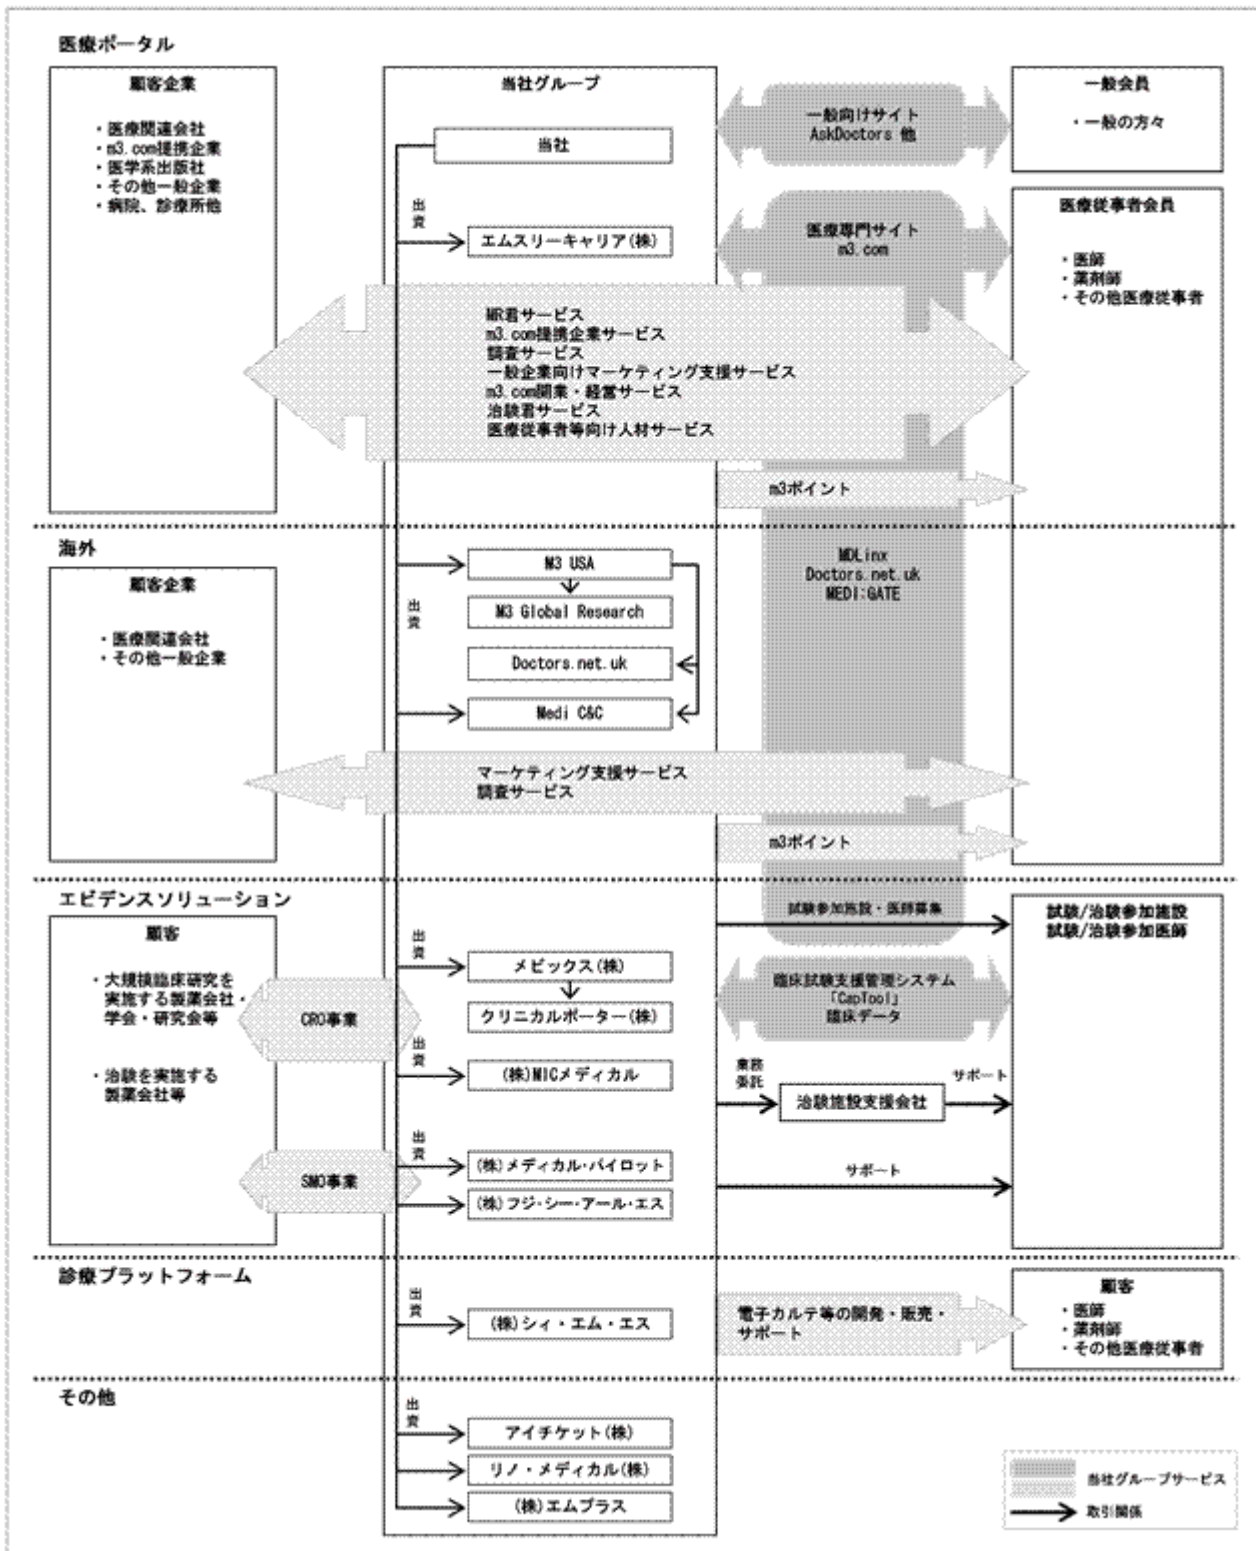 医療ポータル
顧客企業
・医療関連会社
・m3.com提携企業
・医学系出版社
・その他一般企業
・病院、診療所他
当社グループ
当社
出資
エムスリーキャリア(株)
一般向けサイト
AskDoctors 他
一般会員
・一般の方々
医療専門サイト
m3.com
医療従事者会員
・医師
・薬剤師
・その他医療従事者
MR君サービス
m3.com提携企業サービス
調査サービス
一般企業向けマーケティング支援サービス
m3.com開業・経営サービス
治験君サービス
医療従事者等向け人材サービス
m3ポイント
海外
顧客企業
・医療関連会社
・その他一般企業
出資
M3 USA
M3 Global Research
Doctors.net.uk
Medi C&C
MDLinx
Doctors.net.uk
MEDI:GATE
マーケティング支援サービス
調査サービス
m3ポイント
エビデンスソリューション
顧客
・大規模臨床研究を
実施する製薬会社・
学会・研究会等
・治験を実施する
製薬会社等
CRO事業
SMO事業
出資
メビックス(株)
クリニカルポーター(株)
出資
(株)MICメディカル
出資
(株)メディカル・パイロット
(株)フジ・シー・アール・エス
試験参加施設・医師募集
臨床試験支援管理システム
「CapTool」
臨床データ
業務委託
治験施設支援会社
サポート
サポート
試験/治験参加施設
試験/治験参加医師
診療プラットフォーム
出資
(株)シィ・エム・エス
電子カルテ等の開発・販売・
サポート
顧客
・医師
・薬剤師
・その他医療従事者
その他
出資
アイチケット(株)
リノ・メディカル(株)
(株)エムプラス
当社グループサービス
取引関係